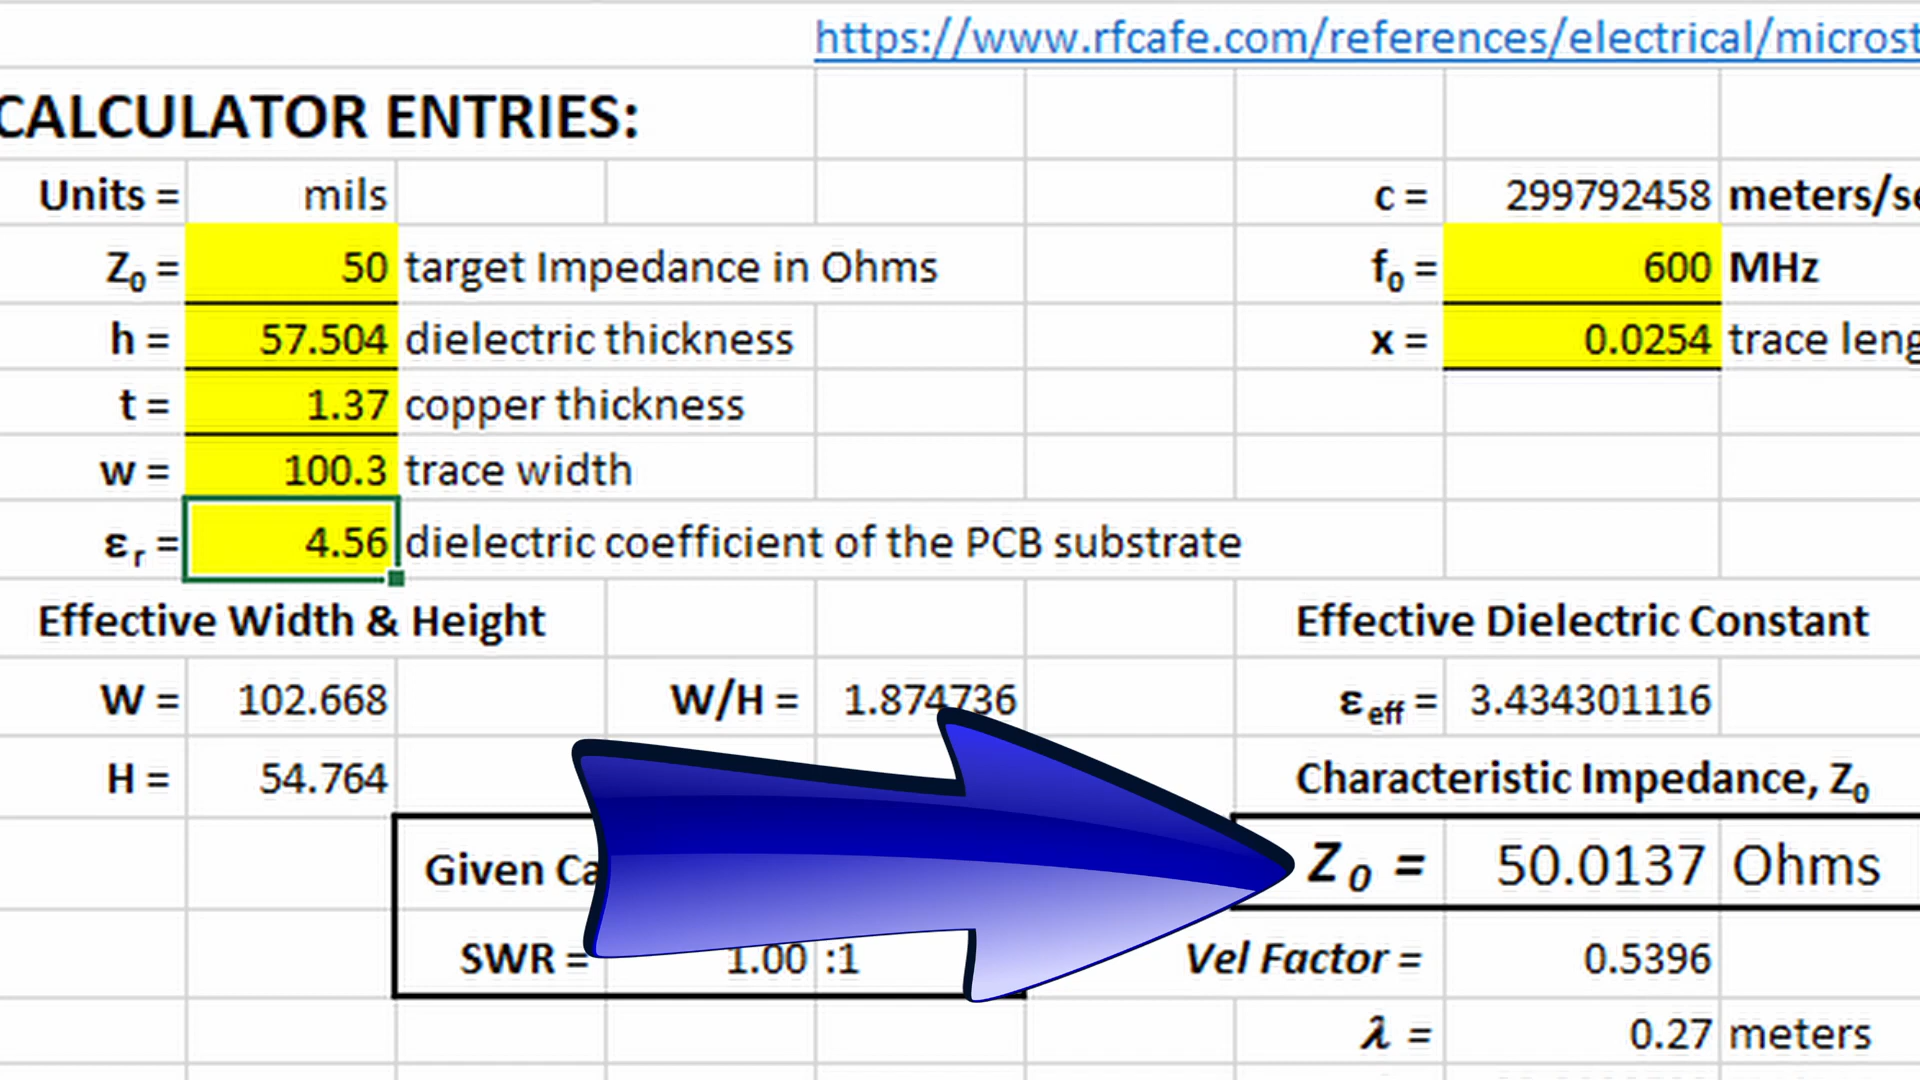 https://www.rfcafe.com/references/electrical/microst
CALCULATOR ENTRIES:
Units = mils c = 299792458 meters/se
Z0 = 50 target Impedance in Ohms f0 = 600 MHz
h = 57.504 dielectric thickness x = 0.0254 trace leng
t = 1.37 copper thickness
w = 100.3 trace width
εr = 4.56 dielectric coefficient of the PCB substrate
Effective Width & Height Effective Dielectric Constant
W = 102.668 W/H = 1.874736 εeff = 3.434301116
H = 54.764 Characteristic Impedance, Z0
Given Ca Z0 = 50.0137 Ohms
SWR = 1.00 :1 Vel Factor = 0.5396
λ = 0.27 meters